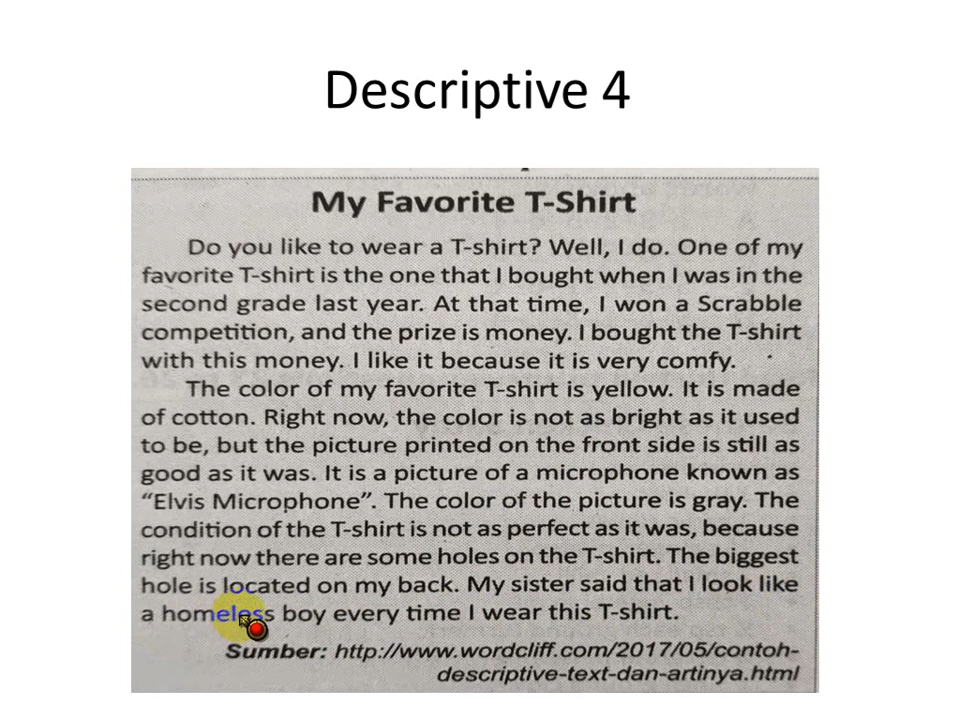 Descriptive 4
My Favorite T-Shirt
Do you like to wear a T-shirt? Well, I do. One of my
favorite T-shirt is the one that I bought when I was in the
second grade last year. At that time, I won a Scrabble
competition, and the prize is money. I bought the T-shirt
with this money. I like it because it is very comfy.
The color of my favorite T-shirt is yellow. It is made
of cotton. Right now, the color is not as bright as it used
to be, but the picture printed on the front side is still as
good as it was. It is a picture of a microphone known as
“Elvis Microphone”. The color of the picture is gray. The
condition of the T-shirt is not as perfect as it was, because
right now there are some holes on the T-shirt. The biggest
hole is located on my back. My sister said that I look like
a homeless boy every time I wear this T-shirt.
Sumber: http://www.wordcliff.com/2017/05/contoh-
descriptive-text-dan-artinya.html